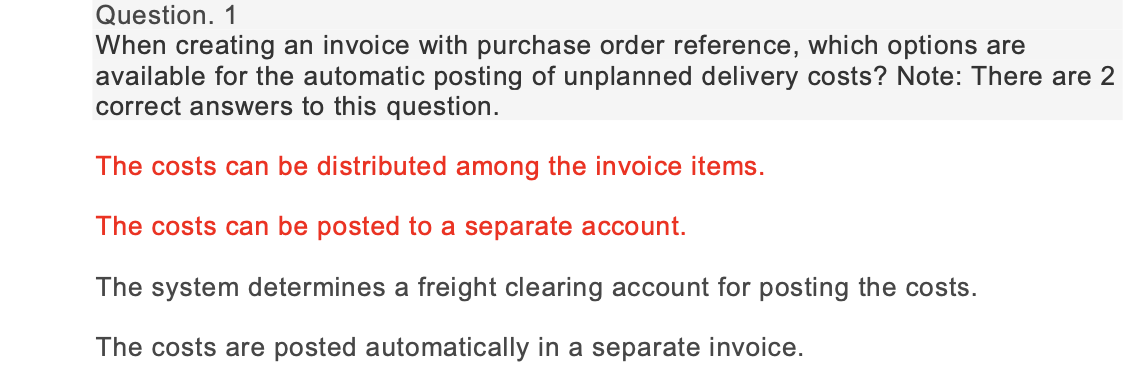 Question. 1
When creating an invoice with purchase order reference, which options are
available for the automatic posting of unplanned delivery costs? Note: There are 2
correct answers to this question.
The costs can be distributed among the invoice items.
The costs can be posted to a separate account.
The system determines a freight clearing account for posting the costs.
The costs are posted automatically in a separate invoice.